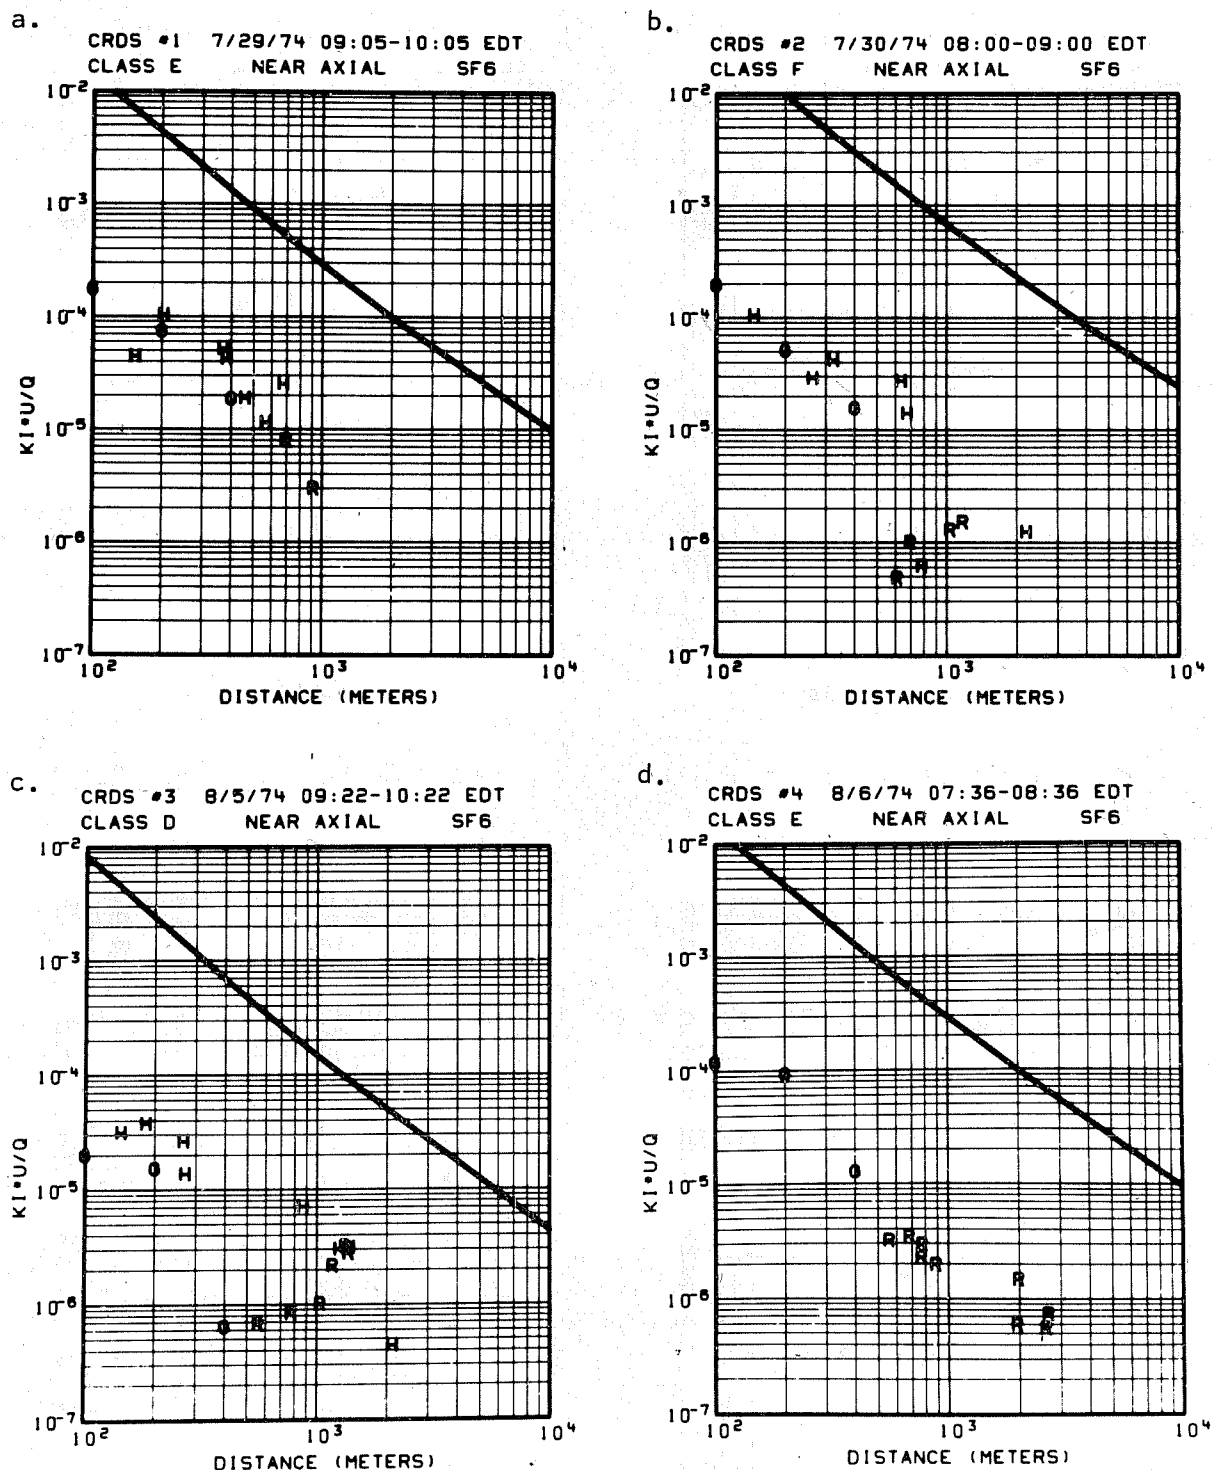 a.
CRDS #1 7/29/74 09:05-10:05 EDT
CLASS E NEAR AXIAL SF6
10-2
10-3
10-4
10-5
10-6
10-7
KI*U/Q
102 103 104
DISTANCE (METERS)
b.
CRDS #2 7/30/74 08:00-09:00 EDT
CLASS F NEAR AXIAL SF6
10-2
10-3
10-4
10-5
10-6
10-7
KI*U/Q
102 103 104
DISTANCE (METERS)
c.
CRDS #3 8/5/74 09:22-10:22 EDT
CLASS D NEAR AXIAL SF6
10-2
10-3
10-4
10-5
10-6
10-7
KI*U/Q
102 103 104
DISTANCE (METERS)
d.
CRDS #4 8/6/74 07:36-08:36 EDT
CLASS E NEAR AXIAL SF6
10-2
10-3
10-4
10-5
10-6
10-7
KI*U/Q
102 103 104
DISTANCE (METERS)